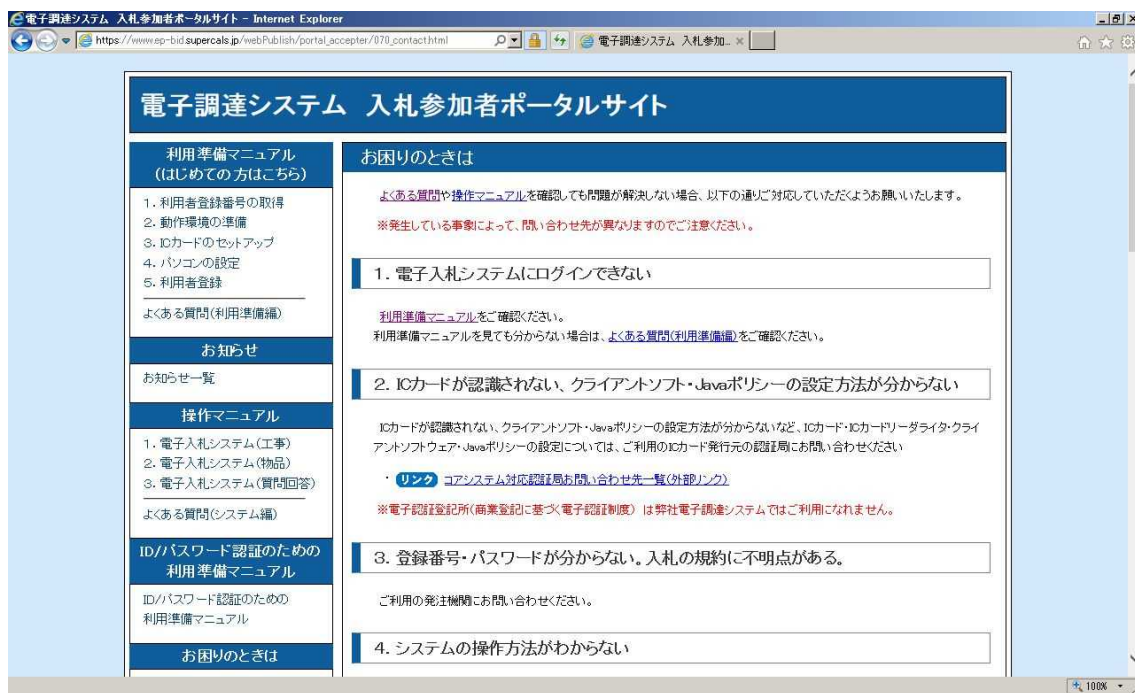 電子調達システム 入札参加者ポータルサイト - Internet Explorer
https://www.ep-bid.supercals.jp/webPublish/portal_accepter/070_contact.html
電子調達システム 入札参加...
電子調達システム 入札参加者ポータルサイト
利用準備マニュアル
(はじめての方はこちら)
1. 利用者登録番号の取得
2. 動作環境の準備
3. ICカードのセットアップ
4. パソコンの設定
5. 利用者登録
よくある質問(利用準備編)
お知らせ
お知らせ一覧
操作マニュアル
1. 電子入札システム(工事)
2. 電子入札システム(物品)
3. 電子入札システム(質問回答)
よくある質問(システム編)
ID/パスワード認証のための
利用準備マニュアル
ID/パスワード認証のための
利用準備マニュアル
お困りのときは
お困りのときは
よくある質問や操作マニュアルを確認しても問題が解決しない場合、以下の通りご対応していただくようお願いいたします。
※発生している事象によって、問い合わせ先が異なりますのでご注意ください。
1. 電子入札システムにログインできない
利用準備マニュアルをご確認ください。
利用準備マニュアルを見ても分からない場合は、よくある質問(利用準備編)をご確認ください。
2. ICカードが認識されない、クライアントソフト・Javaポリシーの設定方法が分からない
ICカードが認識されない、クライアントソフト・Javaポリシーの設定方法が分からないなど、ICカード・ICカードリーダライタ・クライ
アントソフトウェア・Javaポリシーの設定については、ご利用のICカード発行元の認証局にお問い合わせください
・ リンク コアシステム対応認証局お問い合わせ先一覧(外部リンク)
※電子認証登記所(商業登記に基づく電子認証制度) は弊社電子調達システムではご利用になれません。
3. 登録番号・パスワードが分からない。入札の規約に不明点がある。
ご利用の発注機関にお問い合わせください。
4. システムの操作方法がわからない
100%